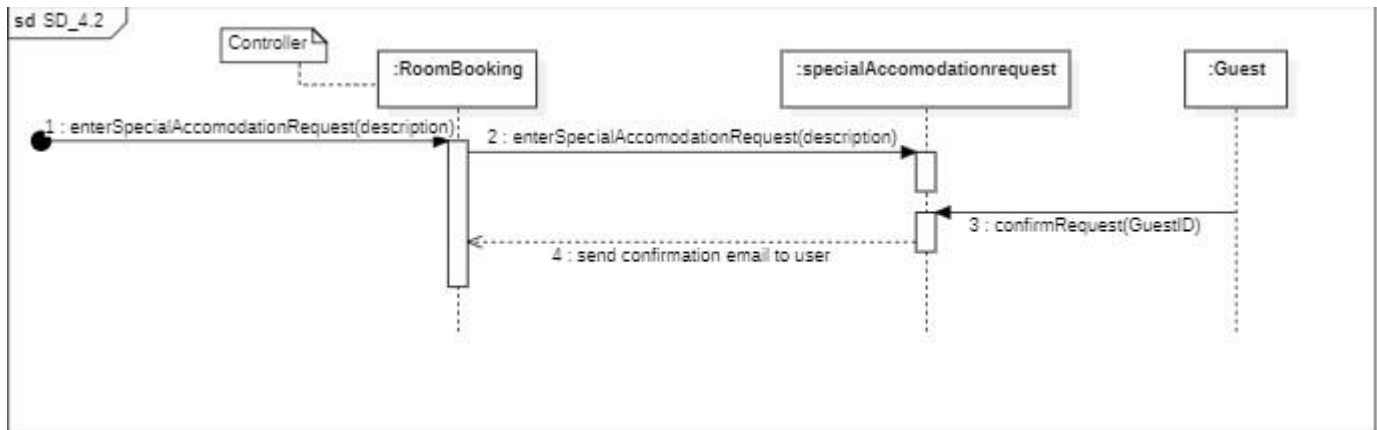 sd SD_4.2
Controller
:RoomBooking
:specialAccomodationrequest
:Guest
1 : enterSpecialAccomodationRequest(description)
2 : enterSpecialAccomodationRequest(description)
3 : confirmRequest(GuestID)
4 : send confirmation email to user